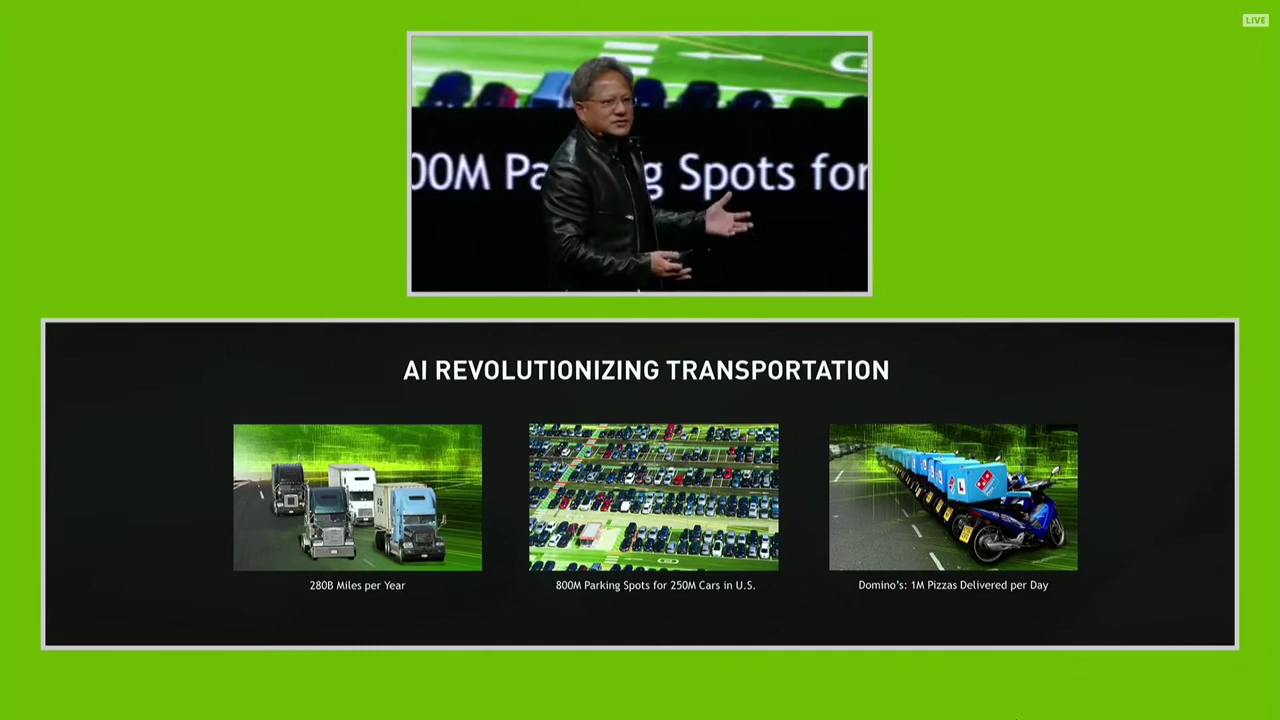 LIVE
00M Pa g Spots for
AI REVOLUTIONIZING TRANSPORTATION
280B Miles per Year
800M Parking Spots for 250M Cars in U.S.
Domino's: 1M Pizzas Delivered per Day